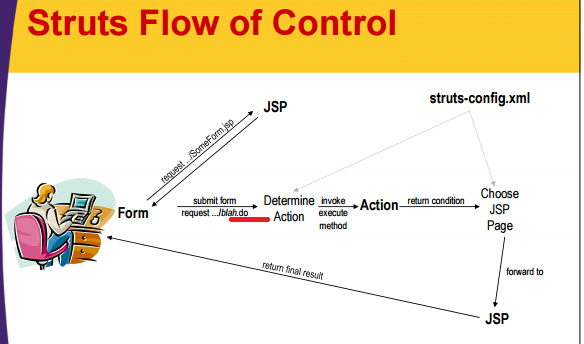 Struts Flow of Control
JSP
struts-config.xml
request .../SomeForm.jsp
Form
submit form
request .../blah.do
Determine
Action
invoke
execute
method
Action
return condition
Choose
JSP
Page
forward to
return final result
JSP